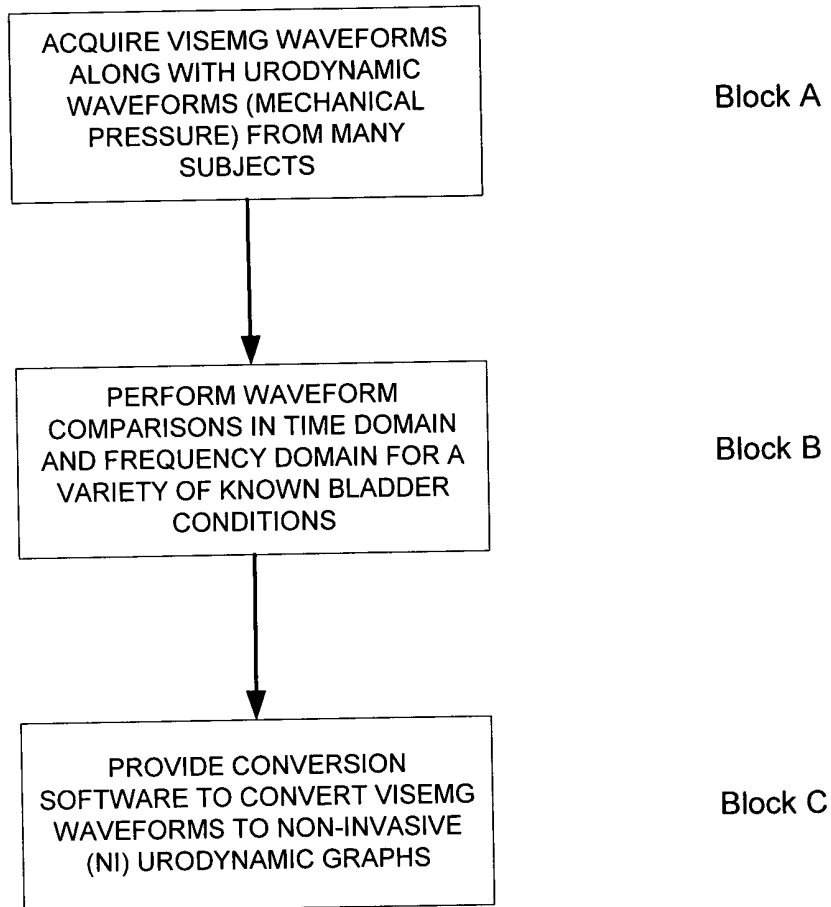 ACQUIRE VISEMG WAVEFORMS
ALONG WITH URODYNAMIC
WAVEFORMS (MECHANICAL
PRESSURE) FROM MANY
SUBJECTS
Block A
PERFORM WAVEFORM
COMPARISONS IN TIME DOMAIN
AND FREQUENCY DOMAIN FOR A
VARIETY OF KNOWN BLADDER
CONDITIONS
Block B
PROVIDE CONVERSION
SOFTWARE TO CONVERT VISEMG
WAVEFORMS TO NON-INVASIVE
(NI) URODYNAMIC GRAPHS
Block C